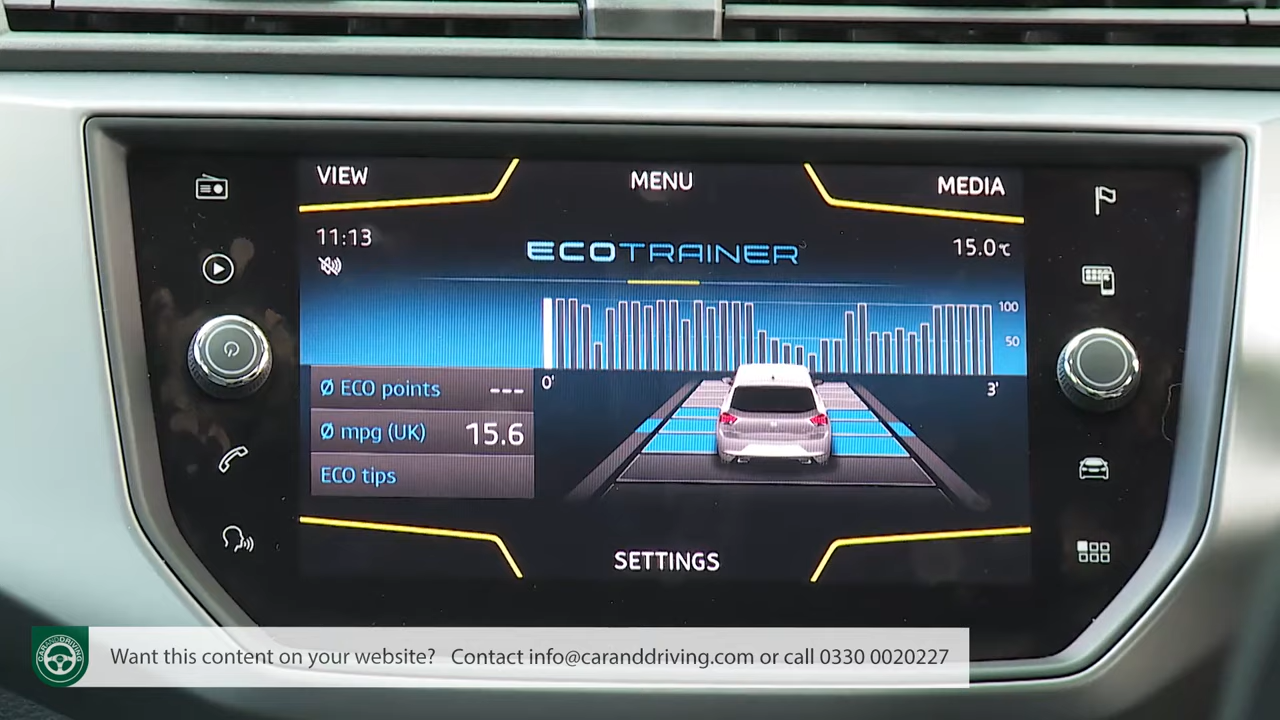 VIEW
MENU
MEDIA
11:13
ECOTRAINER
15.0℃
100
50
0'
3'
Ø ECO points ---
Ø mpg (UK) 15.6
ECO tips
SETTINGS
CARANDDRIVING
Want this content on your website? Contact info@caranddriving.com or call 0330 0020227